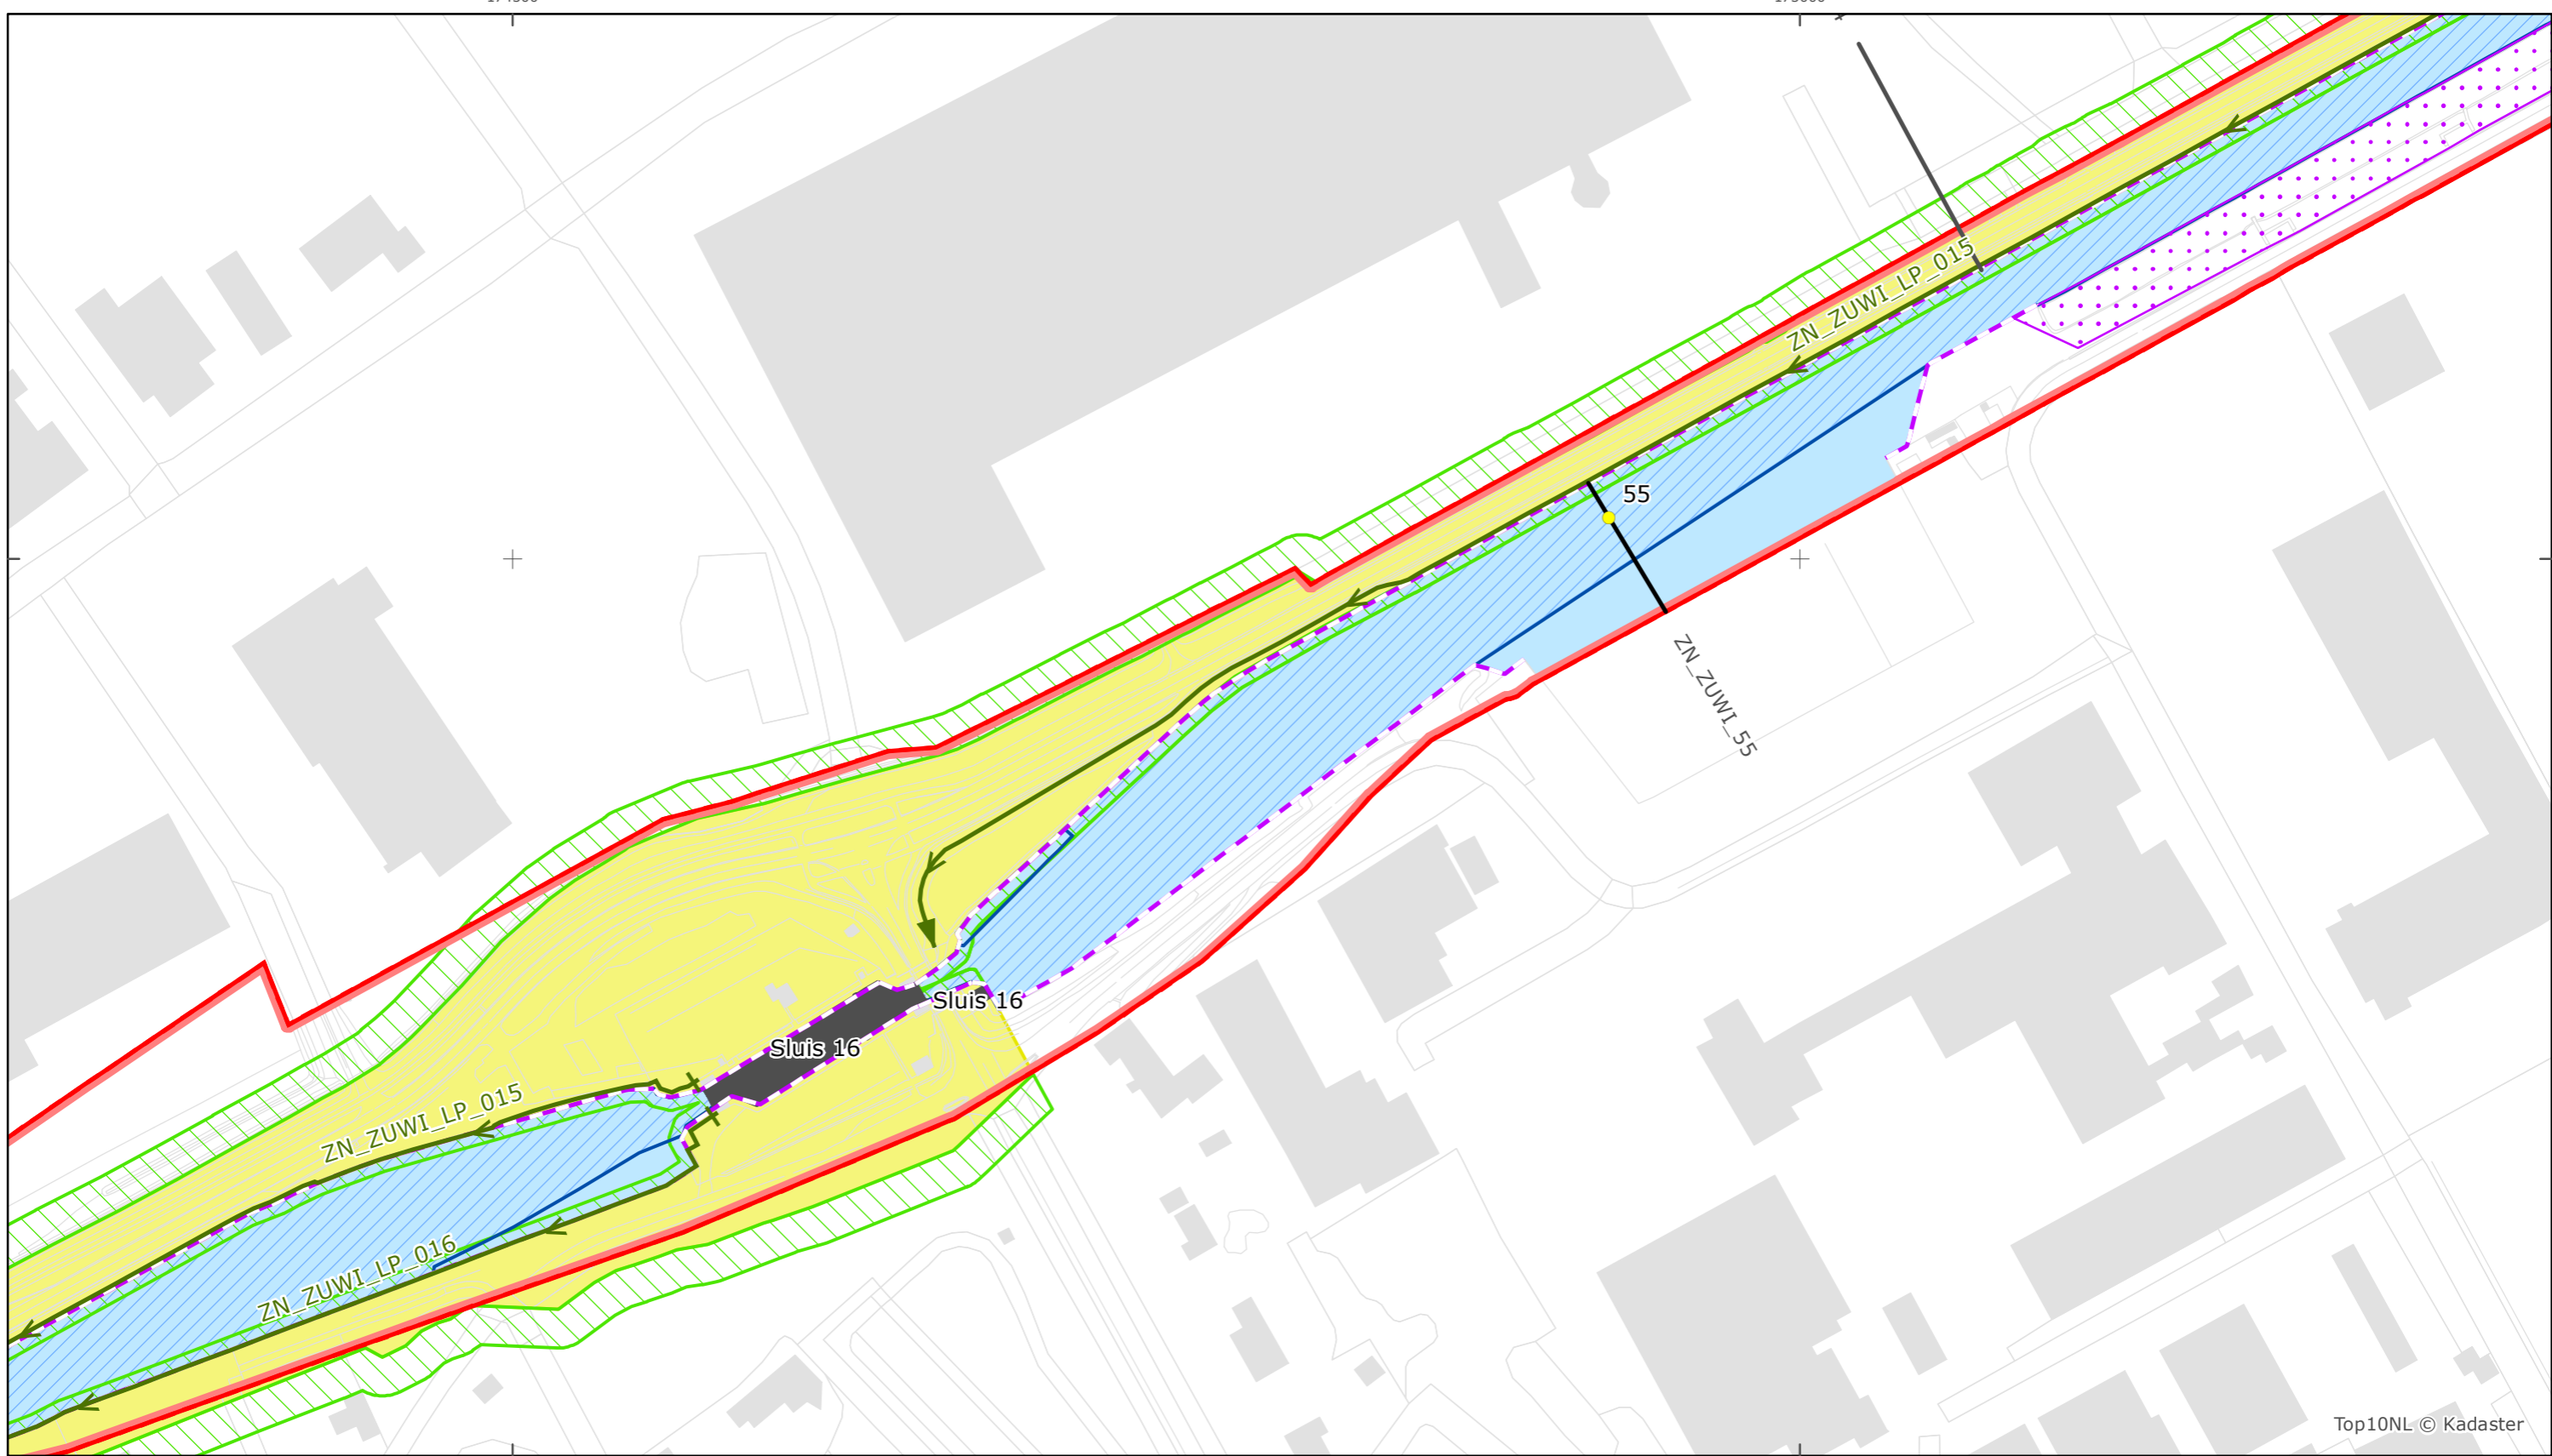 ZN_ZUWI_LP_015
55
ZN_ZUWI_55
Sluis 16
Sluis 16
ZN_ZUWI_LP_015
ZN_ZUWI_LP_016
Top10NL © Kadaster